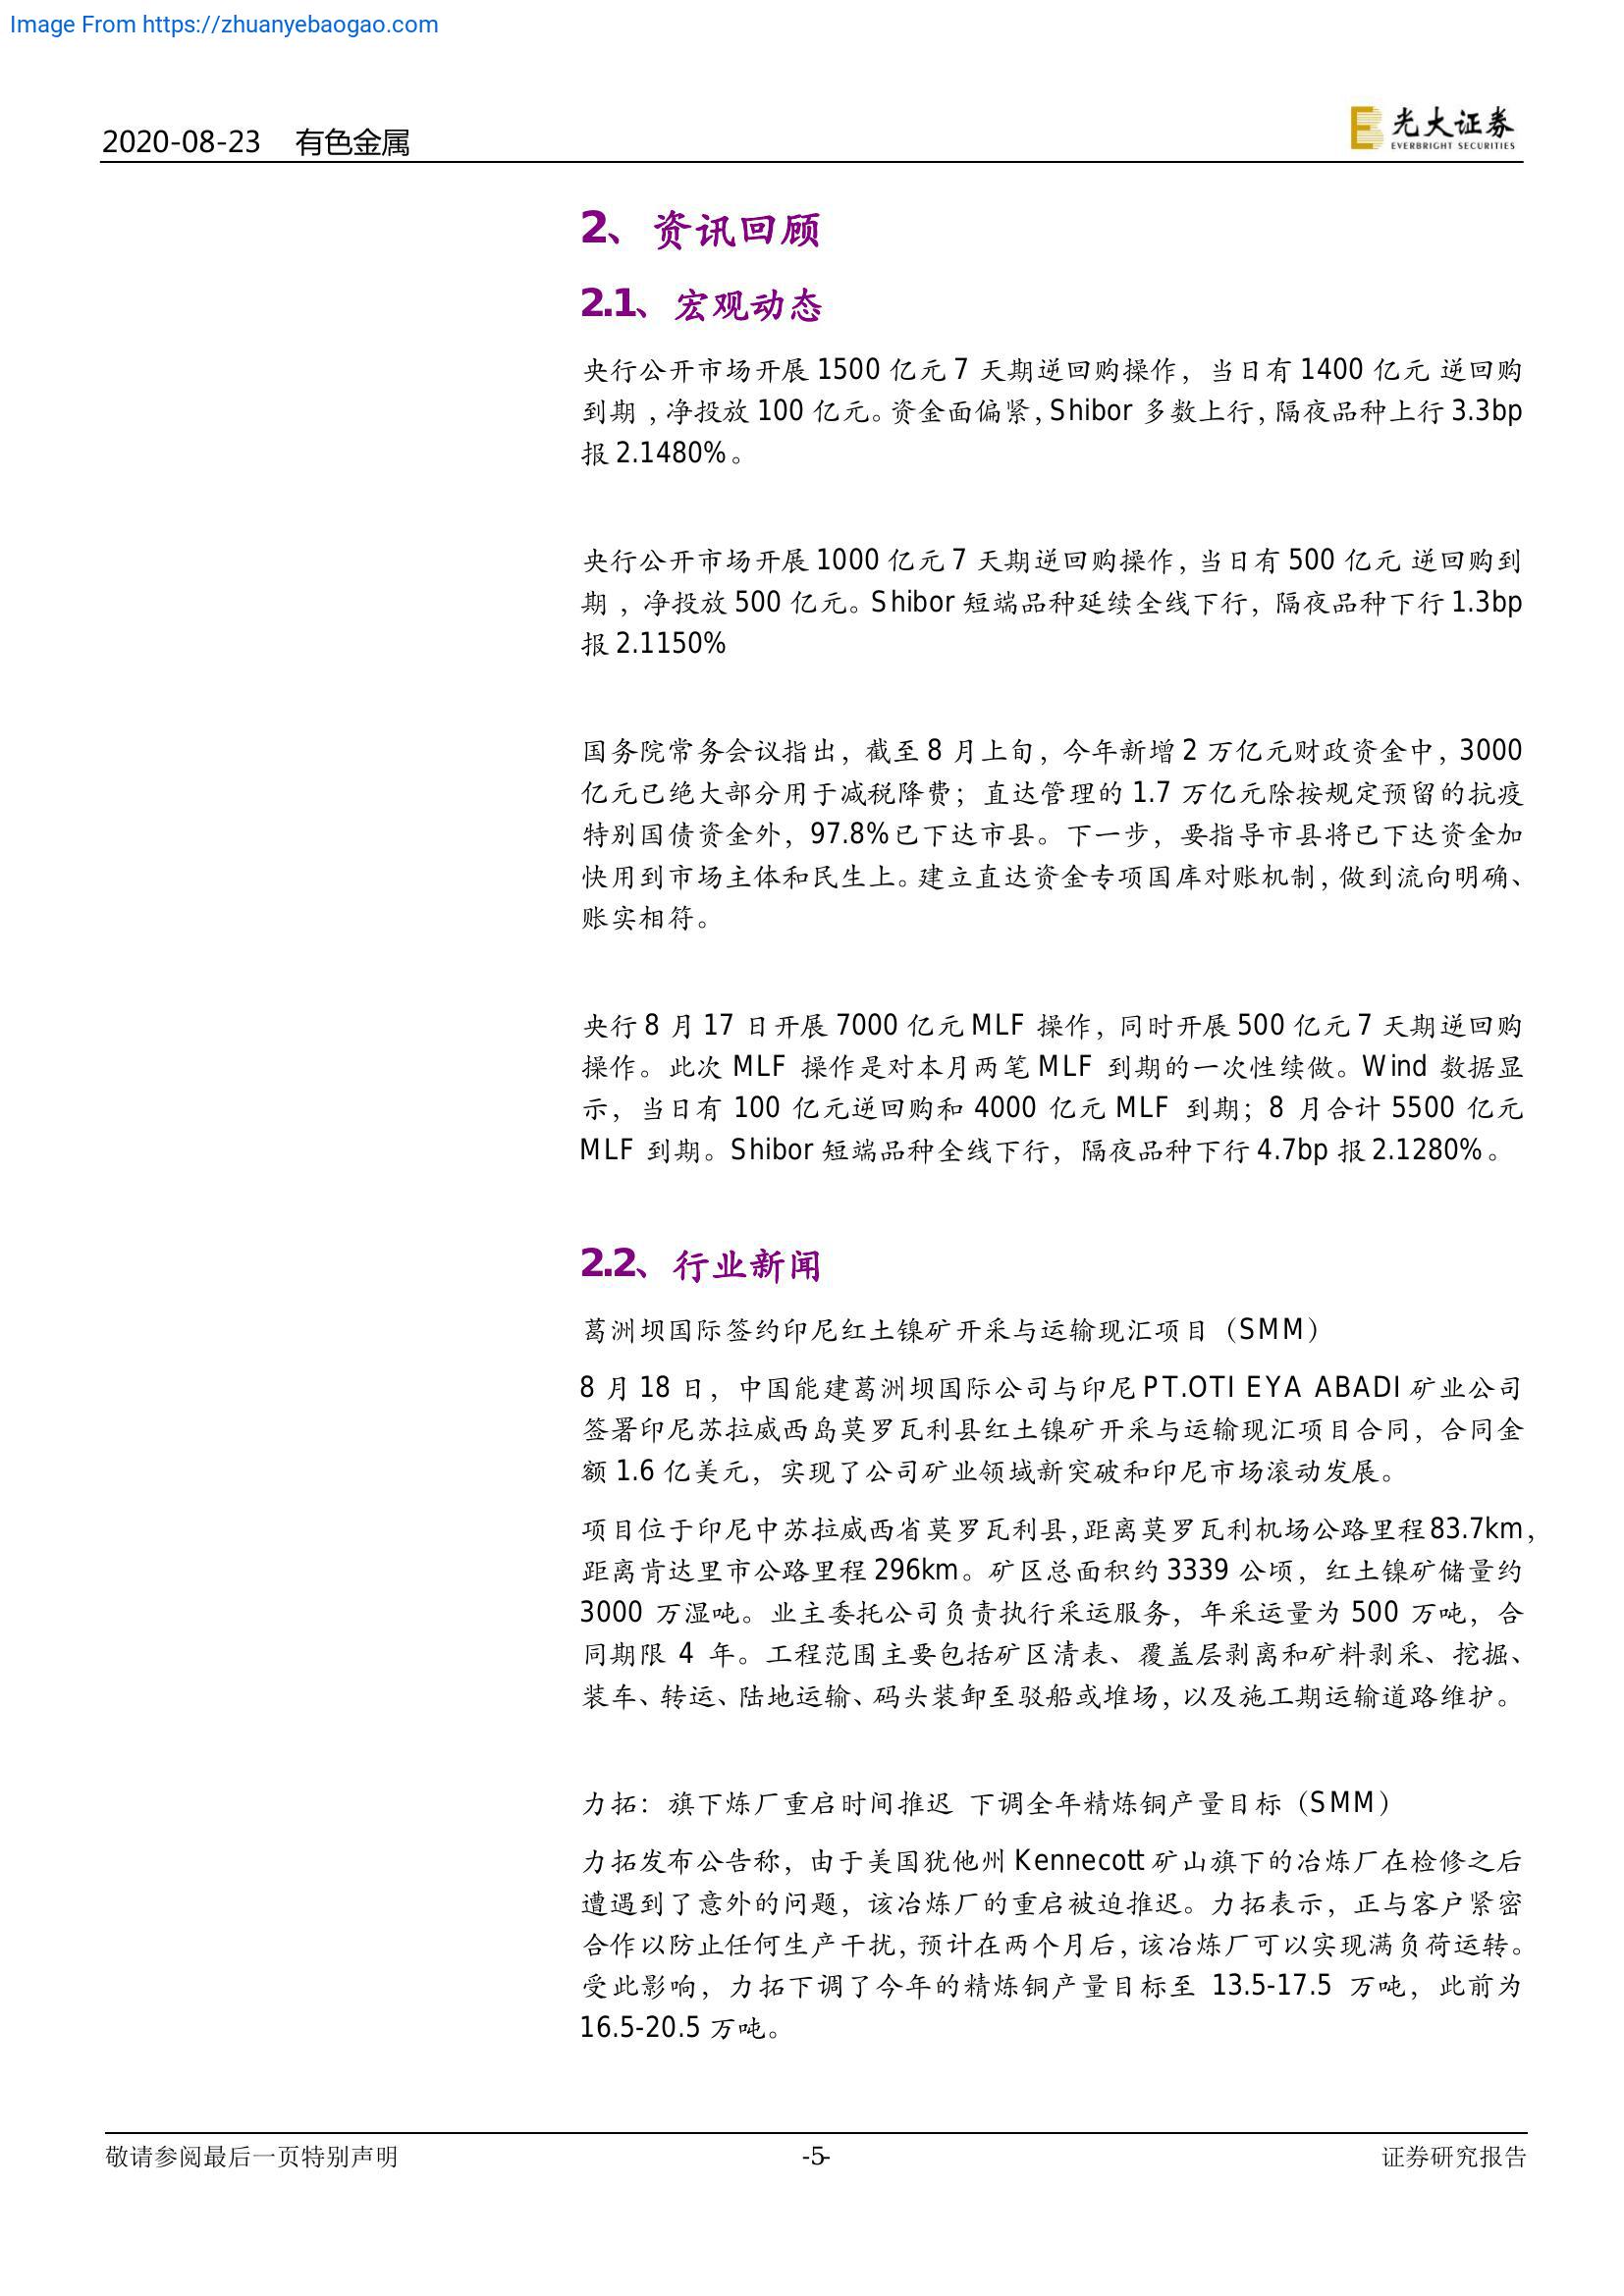 Image From https://zhuanyebaogao.com
2020-08-23 有色金属
光大证券
EVERBRIGHT SECURITIES
2、资讯回顾
2.1、宏观动态
央行公开市场开展 1500 亿元 7 天期逆回购操作，当日有 1400 亿元 逆回购
到期 ，净投放 100 亿元。资金面偏紧，Shibor 多数上行，隔夜品种上行 3.3bp
报 2.1480%。
央行公开市场开展 1000 亿元 7 天期逆回购操作，当日有 500 亿元 逆回购到
期 ，净投放 500 亿元。Shibor 短端品种延续全线下行，隔夜品种下行 1.3bp
报 2.1150%
国务院常务会议指出，截至 8 月上旬，今年新增 2 万亿元财政资金中，3000
亿元已绝大部分用于减税降费；直达管理的 1.7 万亿元除按规定预留的抗疫
特别国债资金外，97.8%已下达市县。下一步，要指导市县将已下达资金加
快用到市场主体和民生上。建立直达资金专项国库对账机制，做到流向明确、
账实相符。
央行 8 月 17 日开展 7000 亿元 MLF 操作，同时开展 500 亿元 7 天期逆回购
操作。此次 MLF 操作是对本月两笔 MLF 到期的一次性续做。Wind 数据显
示，当日有 100 亿元逆回购和 4000 亿元 MLF 到期；8 月合计 5500 亿元
MLF 到期。Shibor 短端品种全线下行，隔夜品种下行 4.7bp 报 2.1280%。
2.2、行业新闻
葛洲坝国际签约印尼红土镍矿开采与运输现汇项目（SMM）
8 月 18 日，中国能建葛洲坝国际公司与印尼 PT.OTI EYA ABADI 矿业公司
签署印尼苏拉威西岛莫罗瓦利县红土镍矿开采与运输现汇项目合同，合同金
额 1.6 亿美元，实现了公司矿业领域新突破和印尼市场滚动发展。
项目位于印尼中苏拉威西省莫罗瓦利县，距离莫罗瓦利机场公路里程 83.7km，
距离肯达里市公路里程 296km。矿区总面积约 3339 公顷，红土镍矿储量约
3000 万湿吨。业主委托公司负责执行采运服务，年采运量为 500 万吨，合
同期限 4 年。工程范围主要包括矿区清表、覆盖层剥离和矿料剥采、挖掘、
装车、转运、陆地运输、码头装卸至驳船或堆场，以及施工期运输道路维护。
力拓：旗下炼厂重启时间推迟 下调全年精炼铜产量目标（SMM）
力拓发布公告称，由于美国犹他州 Kennecott 矿山旗下的冶炼厂在检修之后
遭遇到了意外的问题，该冶炼厂的重启被迫推迟。力拓表示，正与客户紧密
合作以防止任何生产干扰，预计在两个月后，该冶炼厂可以实现满负荷运转。
受此影响，力拓下调了今年的精炼铜产量目标至 13.5-17.5 万吨，此前为
16.5-20.5 万吨。
敬请参阅最后一页特别声明 -5- 证券研究报告